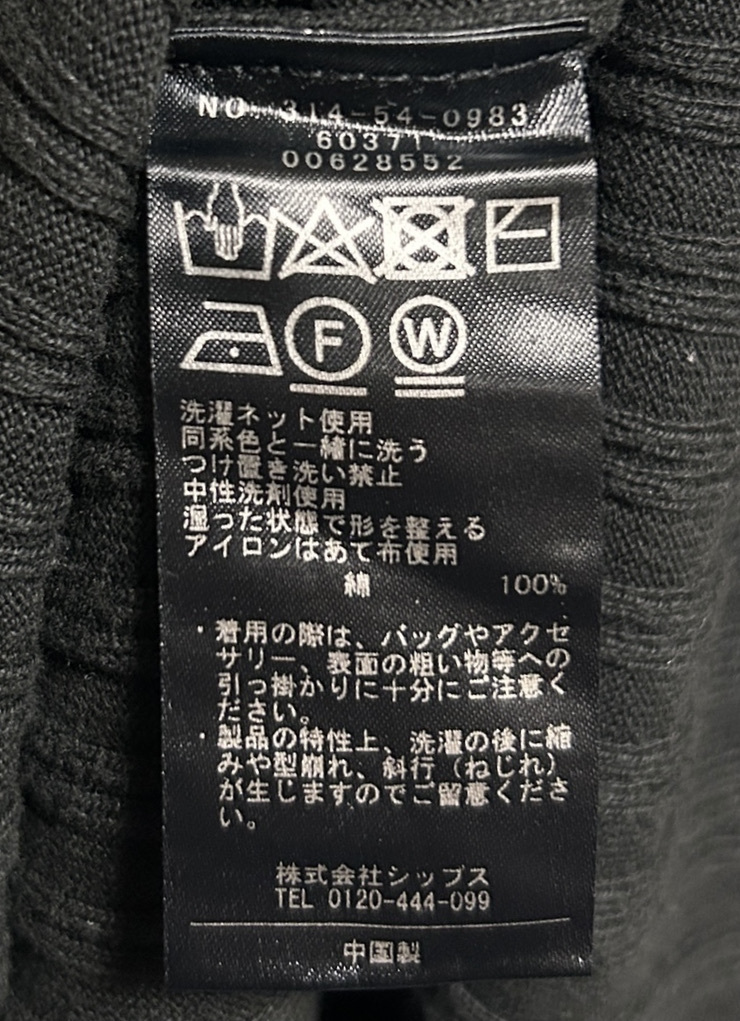 NO 314-54-0983
60371
00628552
F W
洗濯ネット使用
同系色と一緒に洗う
つけ置き洗い禁止
中性洗剤使用
湿った状態で形を整える
アイロンはあて布使用
綿 100%
・着用の際は、バッグやアクセ
サリー、表面の粗い物等への
引っ掛かりに十分にご注意く
ださい。
・製品の特性上、洗濯の後に縮
みや型崩れ、斜行（ねじれ）
が生じますのでご留意くださ
い。
株式会社シップス
TEL 0120-444-099
中国製